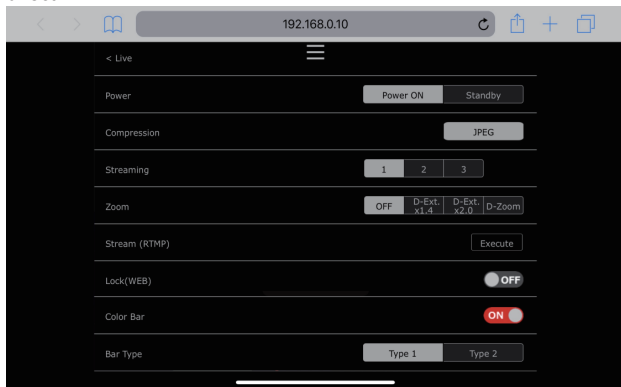 192.168.0.10
< Live
Power
Power ON
Standby
Compression
JPEG
Streaming
1
2
3
Zoom
OFF
D-Ext.
x1.4
D-Ext.
x2.0
D-Zoom
Stream (RTMP)
Execute
Lock(WEB)
OFF
Color Bar
ON
Bar Type
Type 1
Type 2